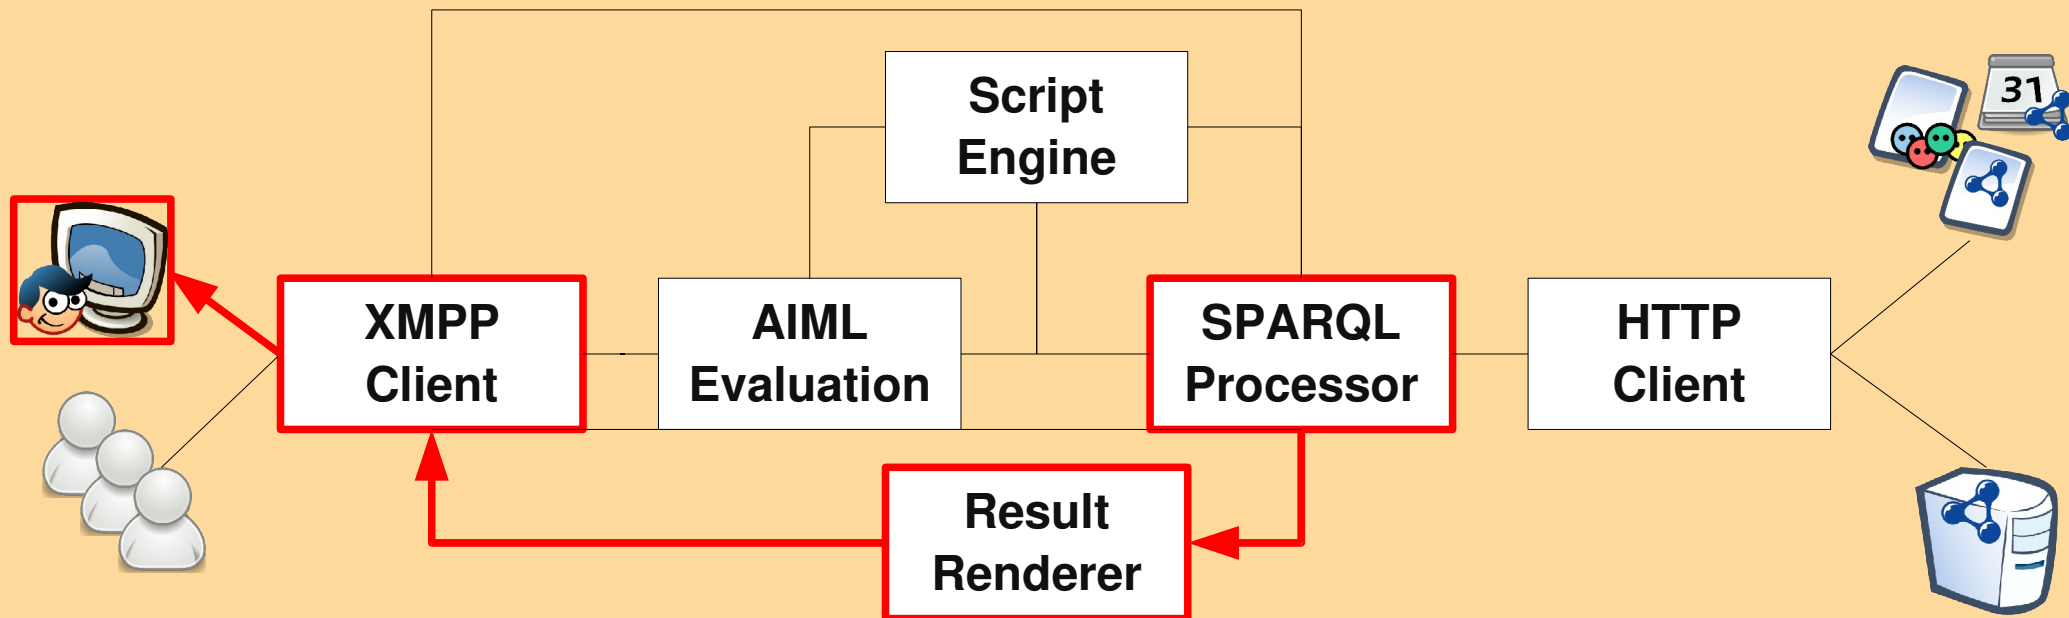 Script
Engine
31
XMPP
Client
AIML
Evaluation
SPARQL
Processor
HTTP
Client
Result
Renderer